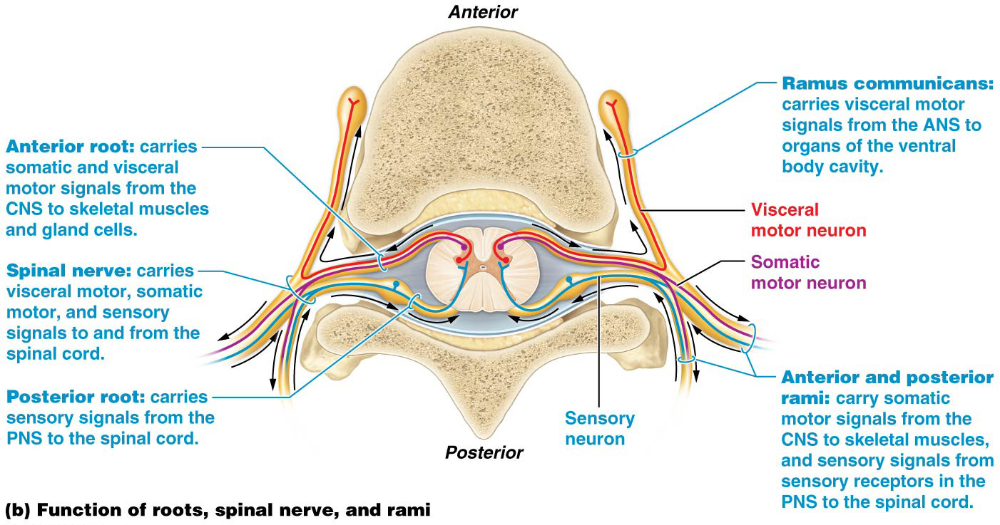 Anterior
Anterior root: carries
somatic and visceral
motor signals from the
CNS to skeletal muscles
and gland cells.
Spinal nerve: carries
visceral motor, somatic
motor, and sensory
signals to and from the
spinal cord.
Posterior root: carries
sensory signals from the
PNS to the spinal cord.
Ramus communicans:
carries visceral motor
signals from the ANS to
organs of the ventral
body cavity.
Visceral
motor neuron
Somatic
motor neuron
Sensory
neuron
Anterior and posterior
rami: carry somatic
motor signals from the
CNS to skeletal muscles,
and sensory signals from
sensory receptors in the
PNS to the spinal cord.
Posterior
(b) Function of roots, spinal nerve, and rami